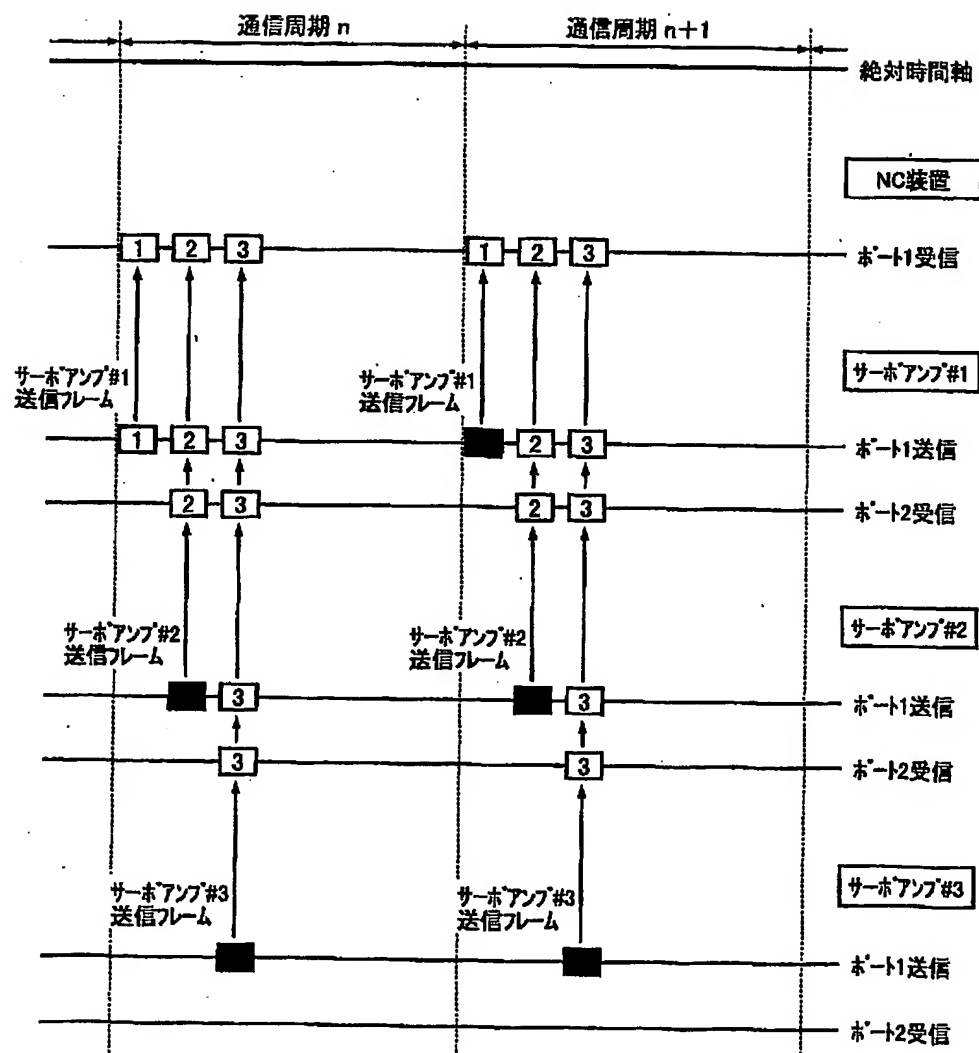 通信周期 n
通信周期 n+1
絶対時間軸
NC装置
1 2 3
1 2 3
ポート1受信
サーボアンプ#1
送信フレーム
サーボアンプ#1
送信フレーム
サーボアンプ#1
1 2 3
2 3
ポート1送信
2 3
2 3
ポート2受信
サーボアンプ#2
送信フレーム
サーボアンプ#2
送信フレーム
サーボアンプ#2
3
3
ポート1送信
3
3
ポート2受信
サーボアンプ#3
送信フレーム
サーボアンプ#3
送信フレーム
サーボアンプ#3
ポート1送信
ポート2受信